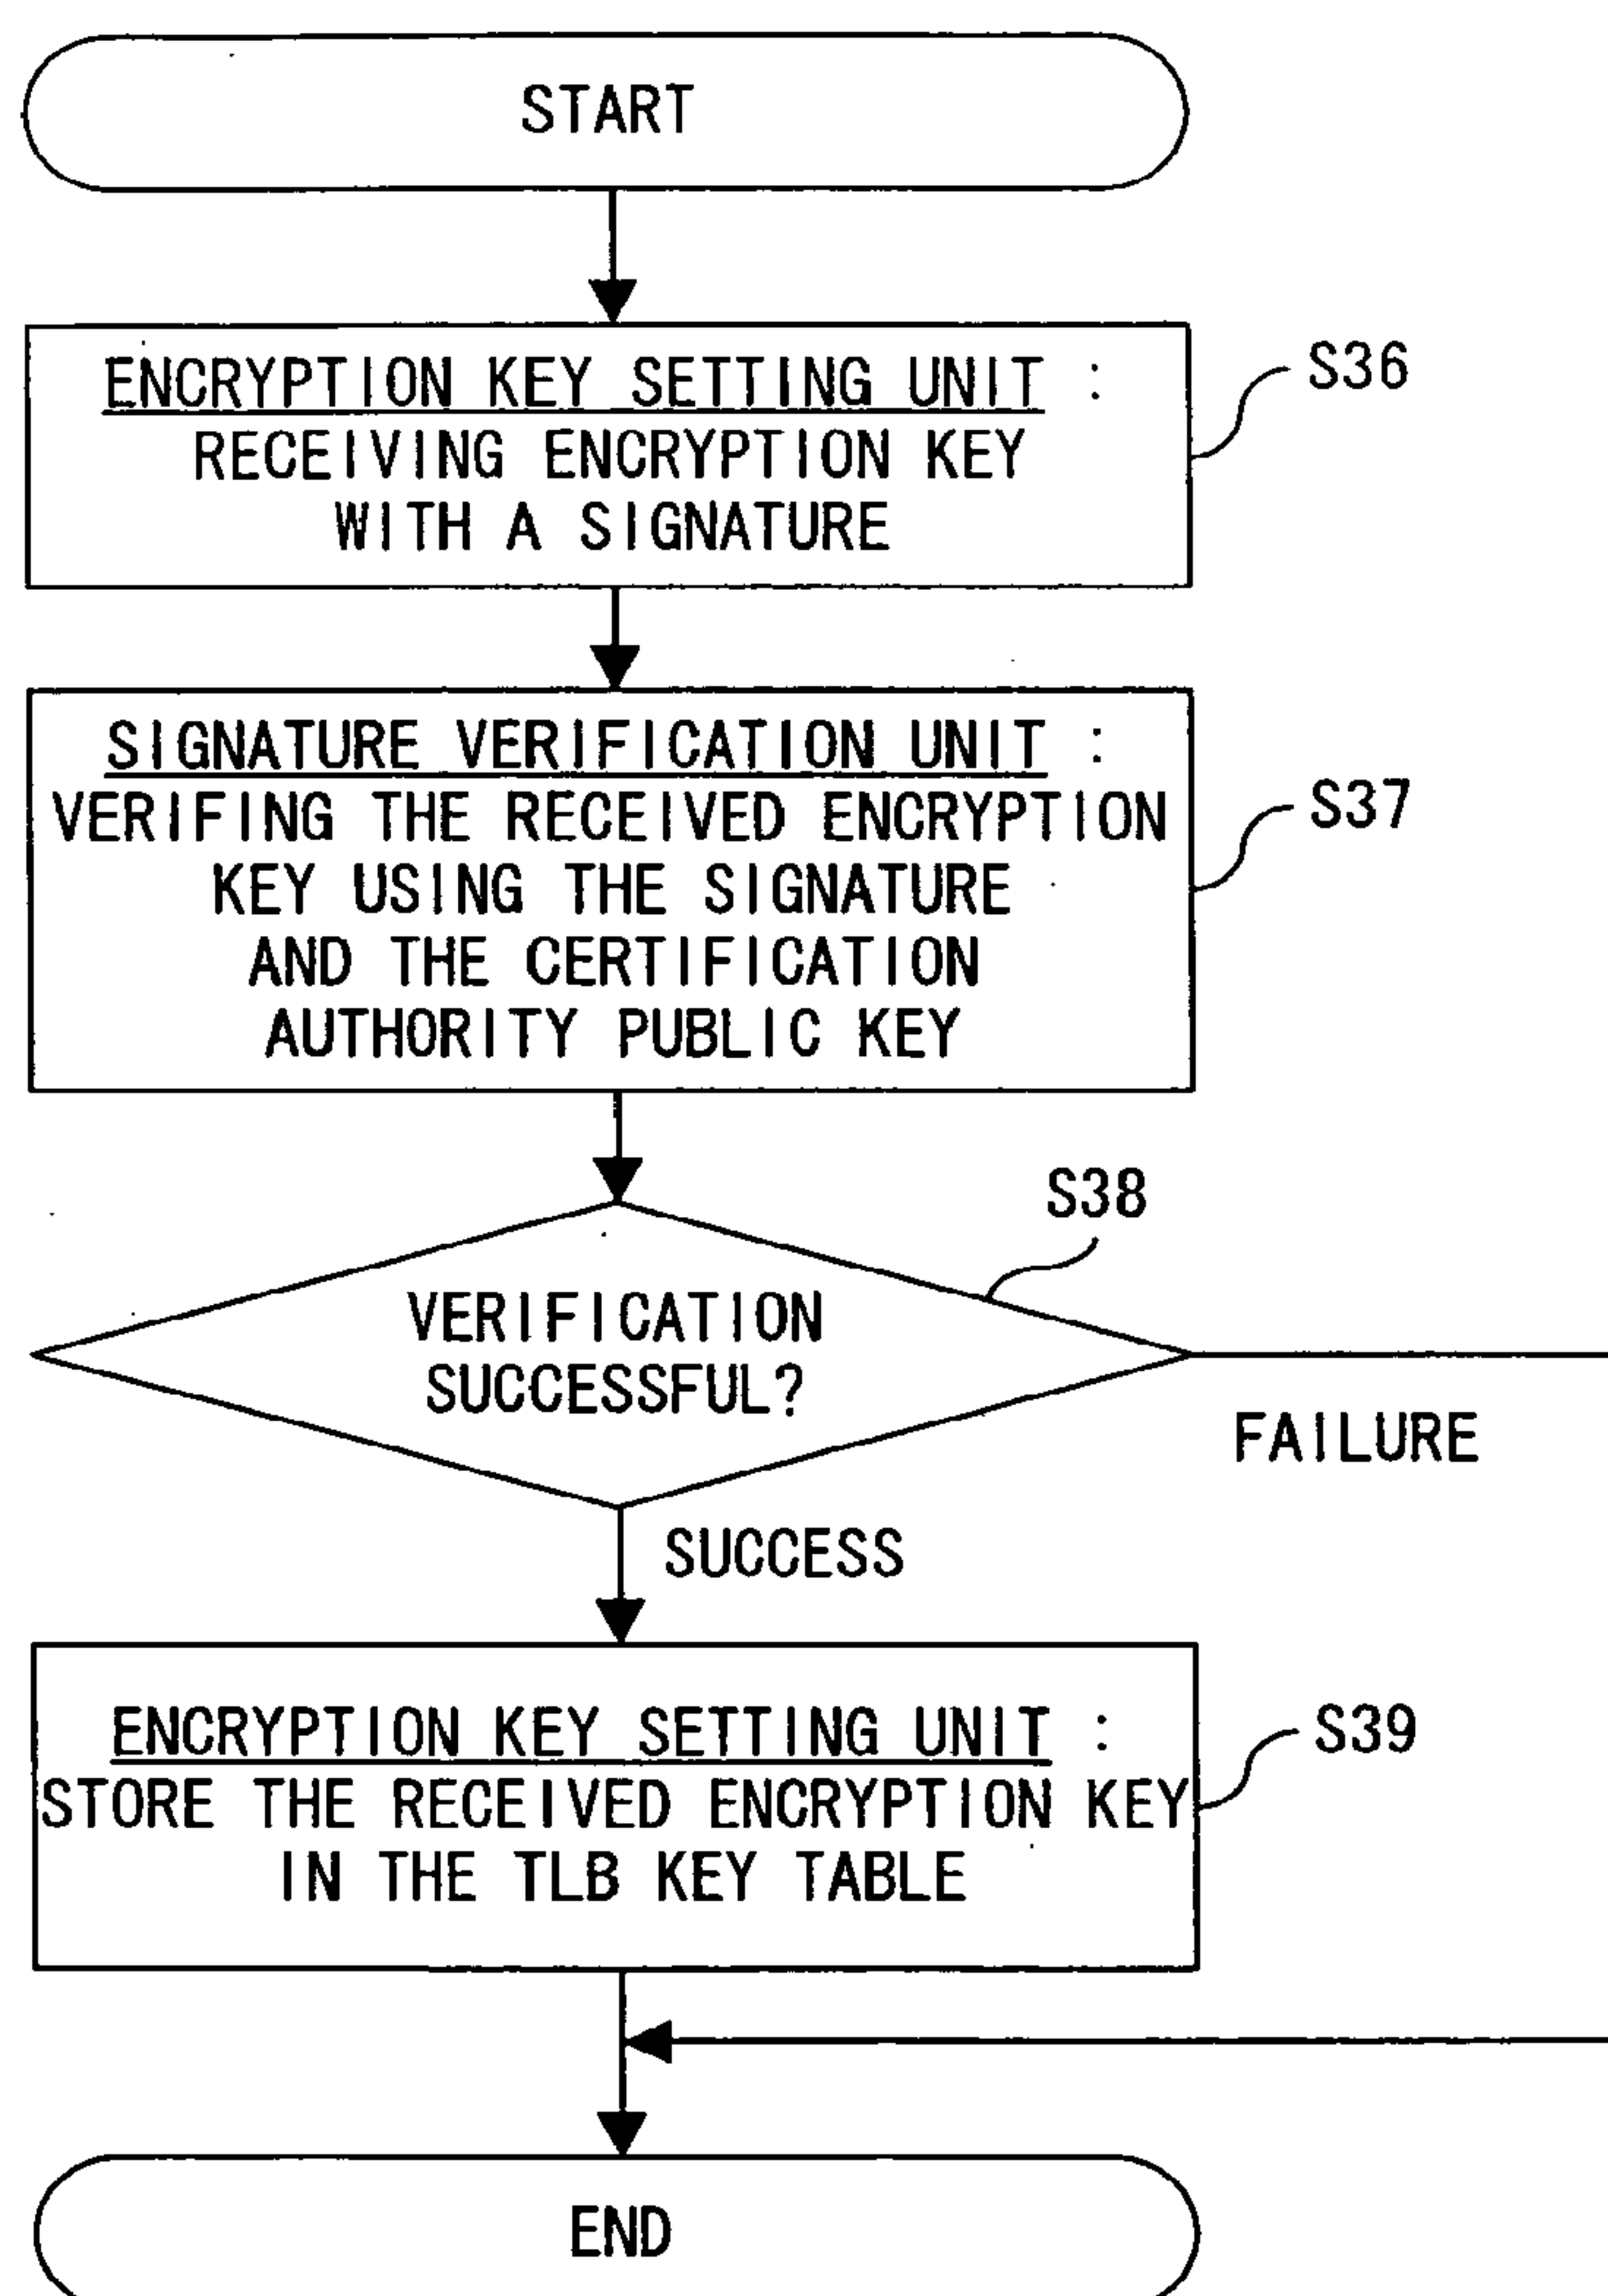 START
ENCRYPTION KEY SETTING UNIT :
RECEIVING ENCRYPTION KEY
WITH A SIGNATURE
S36
SIGNATURE VERIFICATION UNIT :
VERIFING THE RECEIVED ENCRYPTION
KEY USING THE SIGNATURE
AND THE CERTIFICATION
AUTHORITY PUBLIC KEY
S37
S38
VERIFICATION
SUCCESSFUL?
FAILURE
SUCCESS
ENCRYPTION KEY SETTING UNIT :
STORE THE RECEIVED ENCRYPTION KEY
IN THE TLB KEY TABLE
S39
END